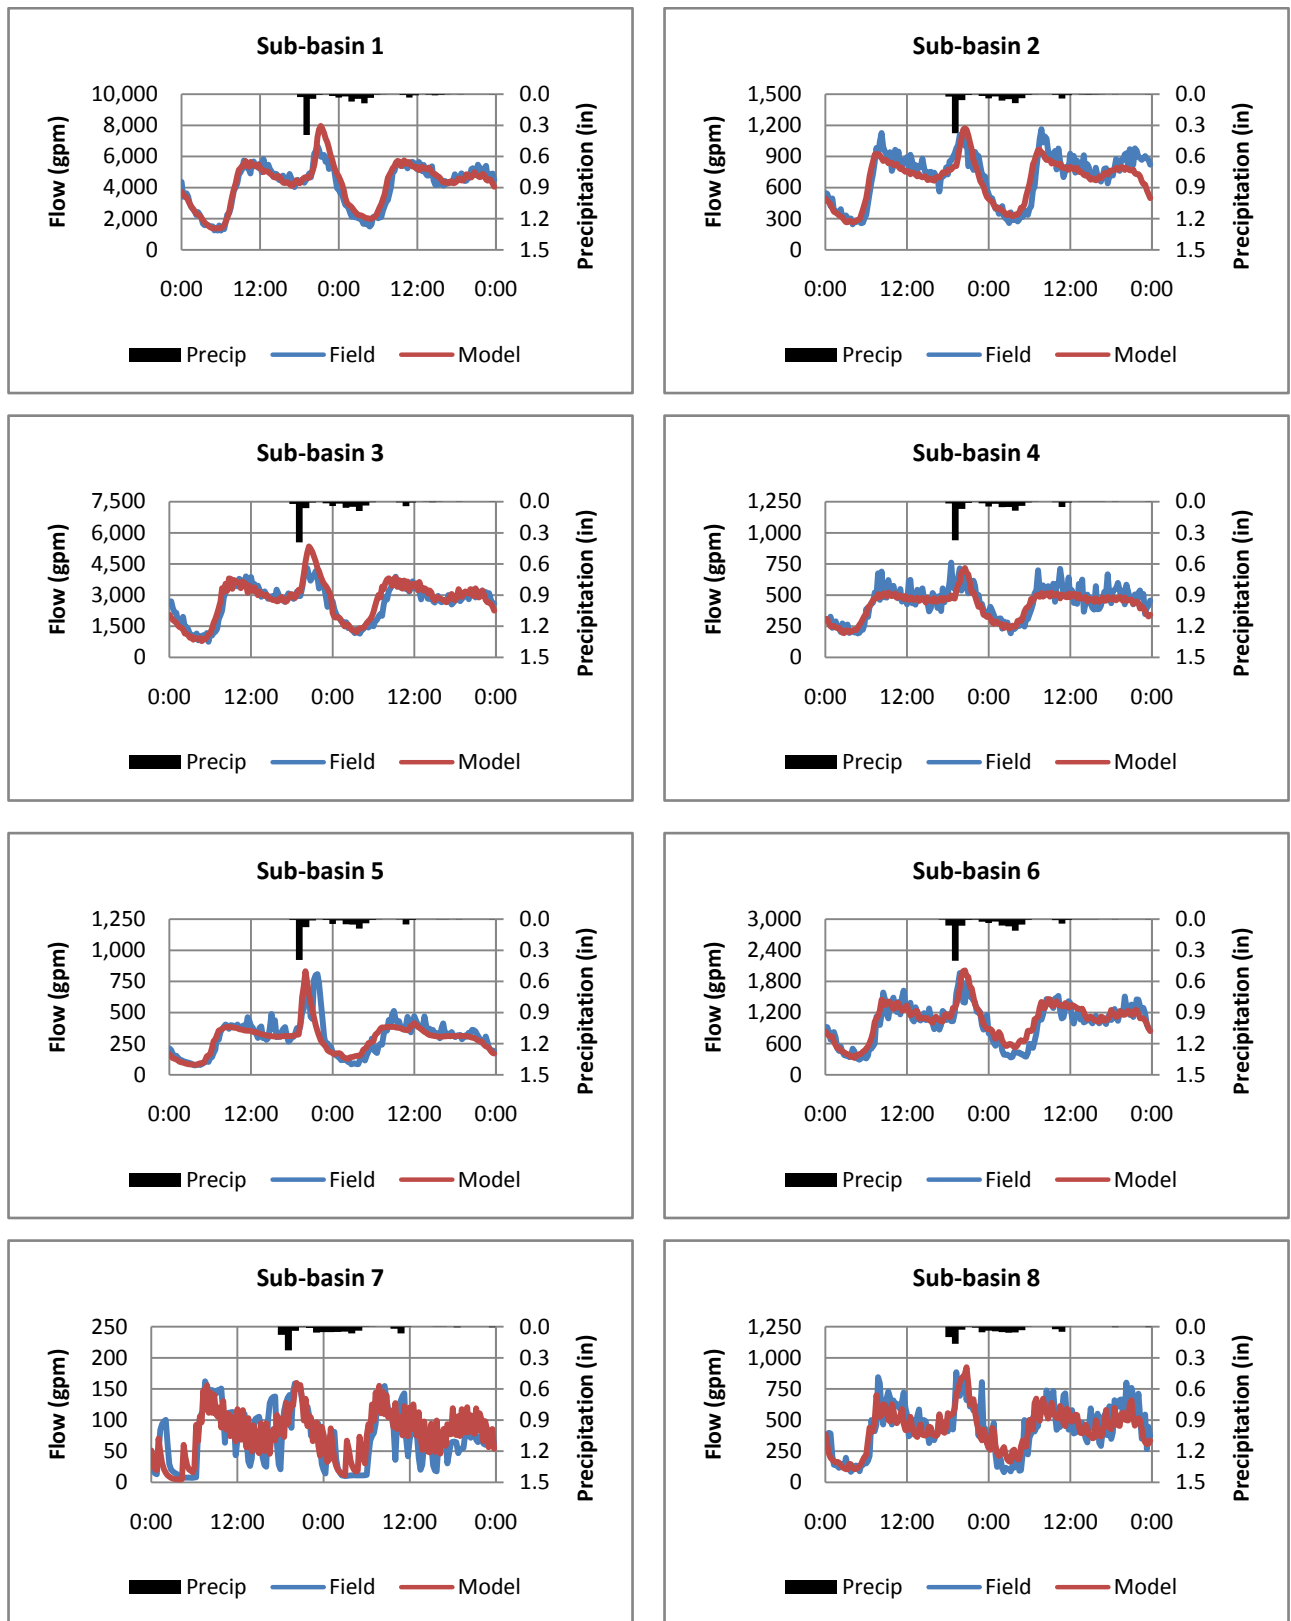 Sub-basin 1
10,000
8,000
6,000
4,000
2,000
0
Flow (gpm)
0.0
0.3
0.6
0.9
1.2
1.5
Precipitation (in)
0:00 12:00 0:00 12:00 0:00
Precip Field Model
Sub-basin 2
1,500
1,200
900
600
300
0
Flow (gpm)
0.0
0.3
0.6
0.9
1.2
1.5
Precipitation (in)
0:00 12:00 0:00 12:00 0:00
Precip Field Model
Sub-basin 3
7,500
6,000
4,500
3,000
1,500
0
Flow (gpm)
0.0
0.3
0.6
0.9
1.2
1.5
Precipitation (in)
0:00 12:00 0:00 12:00 0:00
Precip Field Model
Sub-basin 4
1,250
1,000
750
500
250
0
Flow (gpm)
0.0
0.3
0.6
0.9
1.2
1.5
Precipitation (in)
0:00 12:00 0:00 12:00 0:00
Precip Field Model
Sub-basin 5
1,250
1,000
750
500
250
0
Flow (gpm)
0.0
0.3
0.6
0.9
1.2
1.5
Precipitation (in)
0:00 12:00 0:00 12:00 0:00
Precip Field Model
Sub-basin 6
3,000
2,400
1,800
1,200
600
0
Flow (gpm)
0.0
0.3
0.6
0.9
1.2
1.5
Precipitation (in)
0:00 12:00 0:00 12:00 0:00
Precip Field Model
Sub-basin 7
250
200
150
100
50
0
Flow (gpm)
0.0
0.3
0.6
0.9
1.2
1.5
Precipitation (in)
0:00 12:00 0:00 12:00 0:00
Precip Field Model
Sub-basin 8
1,250
1,000
750
500
250
0
Flow (gpm)
0.0
0.3
0.6
0.9
1.2
1.5
Precipitation (in)
0:00 12:00 0:00 12:00 0:00
Precip Field Model